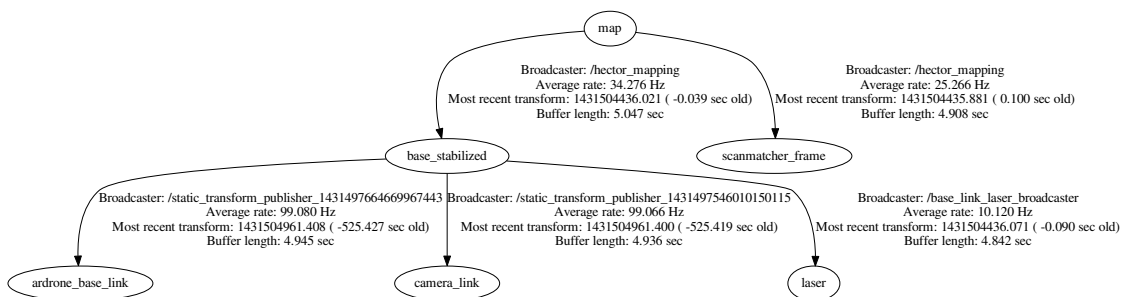 map
Broadcaster: /hector_mapping
Average rate: 34.276 Hz
Most recent transform: 1431504436.021 ( -0.039 sec old)
Buffer length: 5.047 sec
Broadcaster: /hector_mapping
Average rate: 25.266 Hz
Most recent transform: 1431504435.881 ( 0.100 sec old)
Buffer length: 4.908 sec
base_stabilized
scanmatcher_frame
Broadcaster: /static_transform_publisher_1431497664669967443
Average rate: 99.080 Hz
Most recent transform: 1431504961.408 ( -525.427 sec old)
Buffer length: 4.945 sec
Broadcaster: /static_transform_publisher_1431497546010150115
Average rate: 99.066 Hz
Most recent transform: 1431504961.400 ( -525.419 sec old)
Buffer length: 4.936 sec
Broadcaster: /base_link_laser_broadcaster
Average rate: 10.120 Hz
Most recent transform: 1431504436.071 ( -0.090 sec old)
Buffer length: 4.842 sec
ardrone_base_link
camera_link
laser